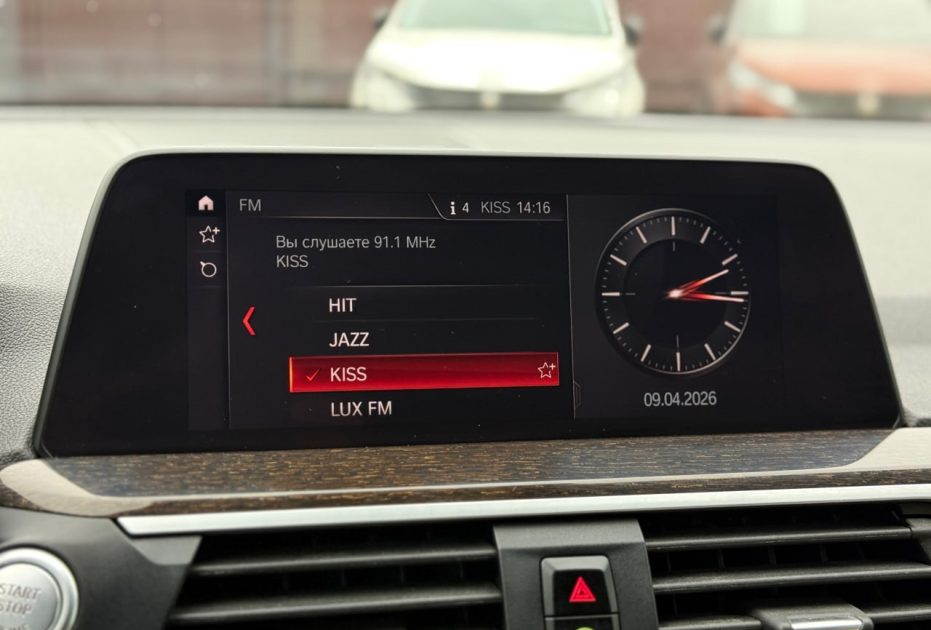 FM
4 KISS 14:16
Вы слушаете 91.1 MHz
KISS
HIT
JAZZ
KISS
LUX FM
09.04.2026
START
STOP